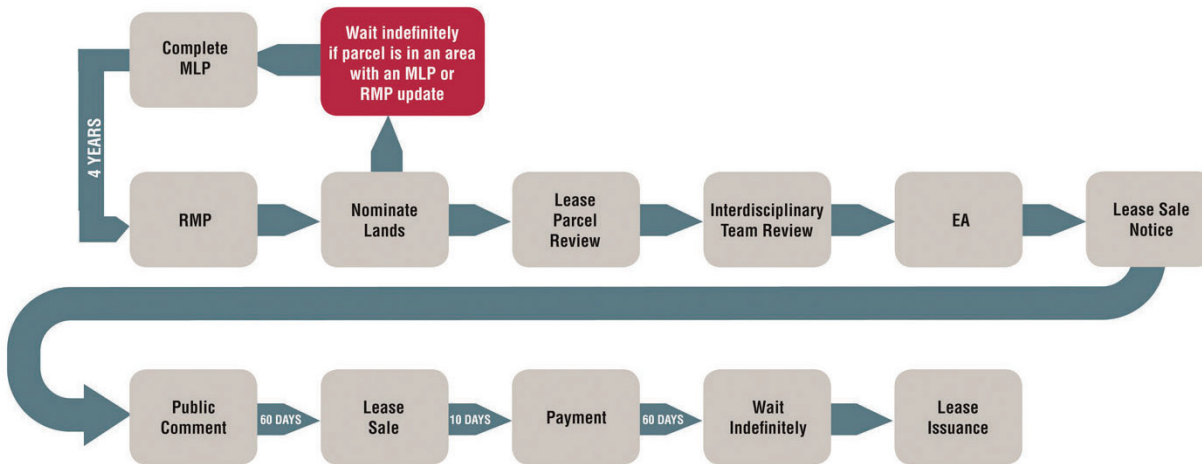 Complete
MLP
Wait indefinitely
if parcel is in an area
with an MLP or
RMP update
4 YEARS
RMP
Nominate
Lands
Lease
Parcel
Review
Interdisciplinary
Team Review
EA
Lease Sale
Notice
Public
Comment
60 DAYS
Lease
Sale
10 DAYS
Payment
60 DAYS
Wait
Indefinitely
Lease
Issuance